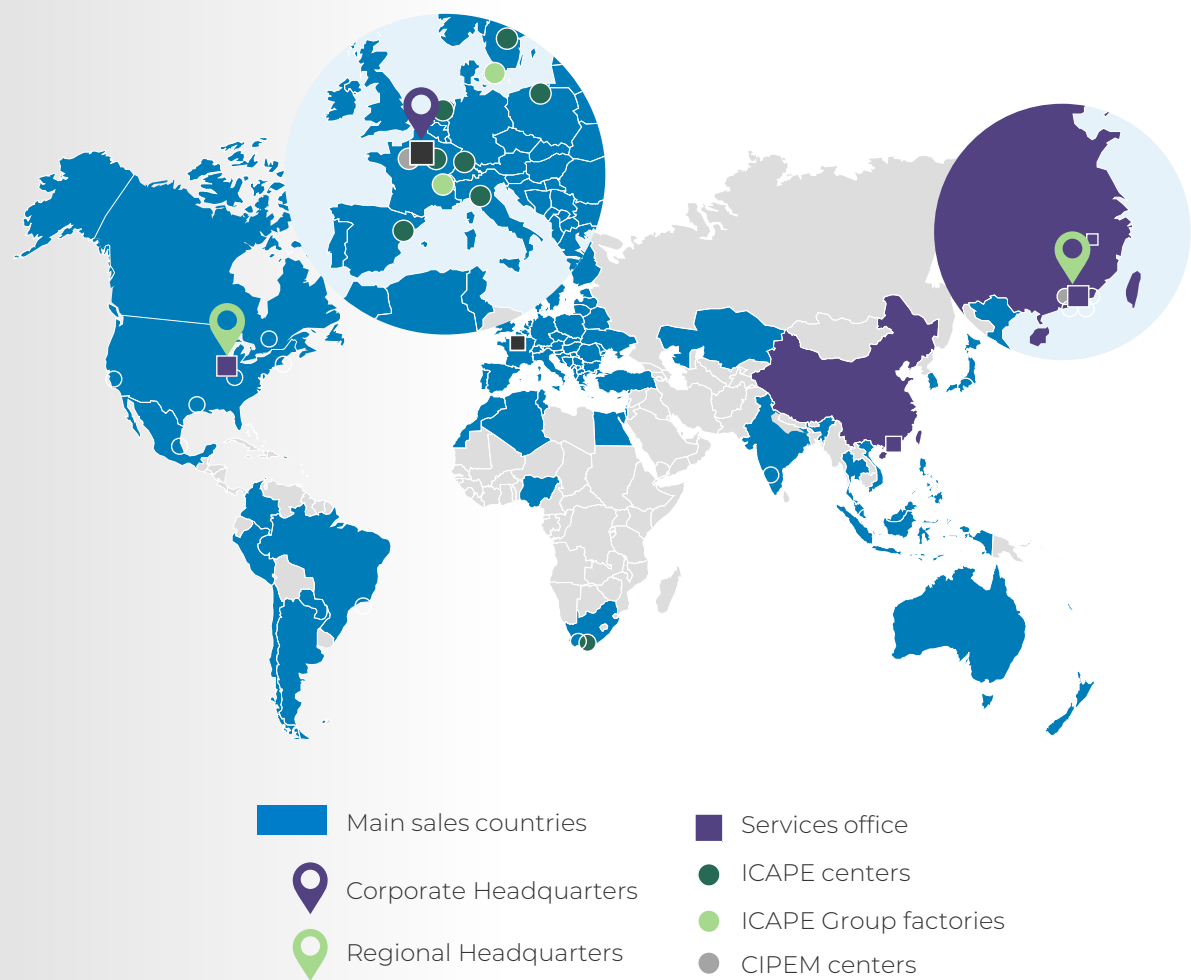 Main sales countries
Corporate Headquarters
Regional Headquarters
Services office
ICAPE centers
ICAPE Group factories
CIPEM centers